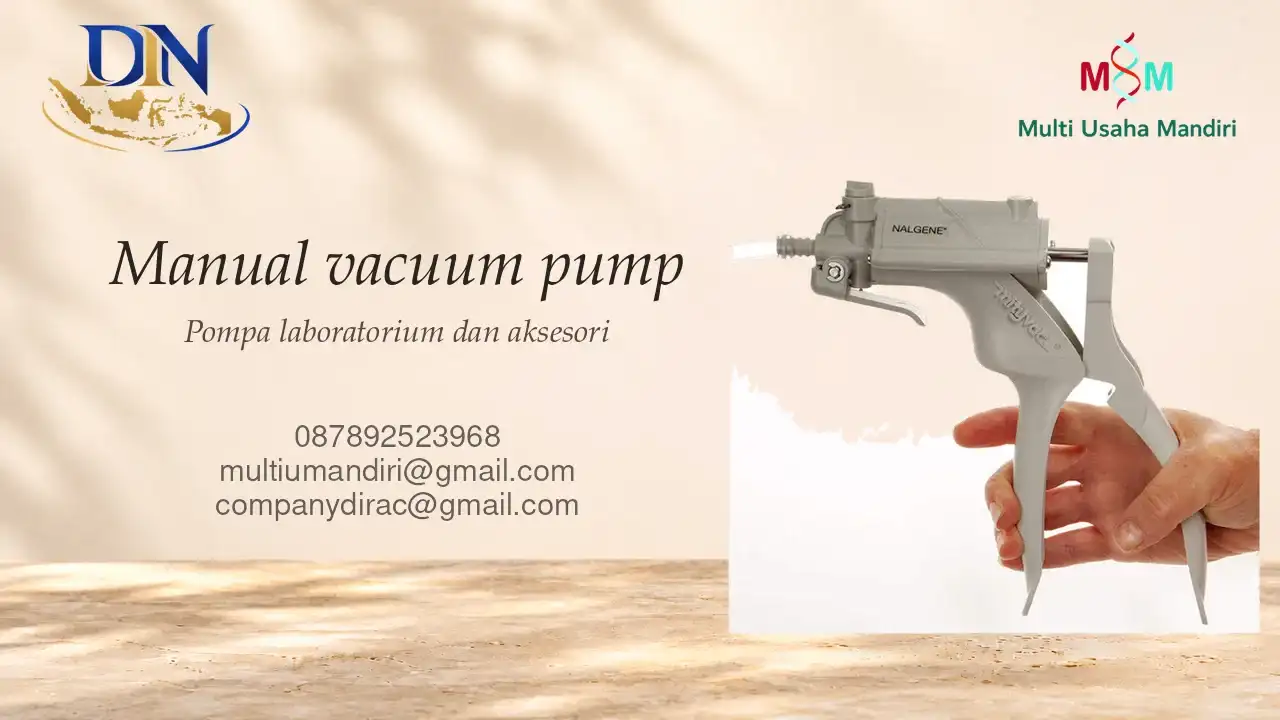 DN
MSM
Multi Usaha Mandiri
NALGENE
mityvac
Manual vacuum pump
Pompa laboratorium dan aksesori
087892523968
multiumandiri@gmail.com
companydirac@gmail.com